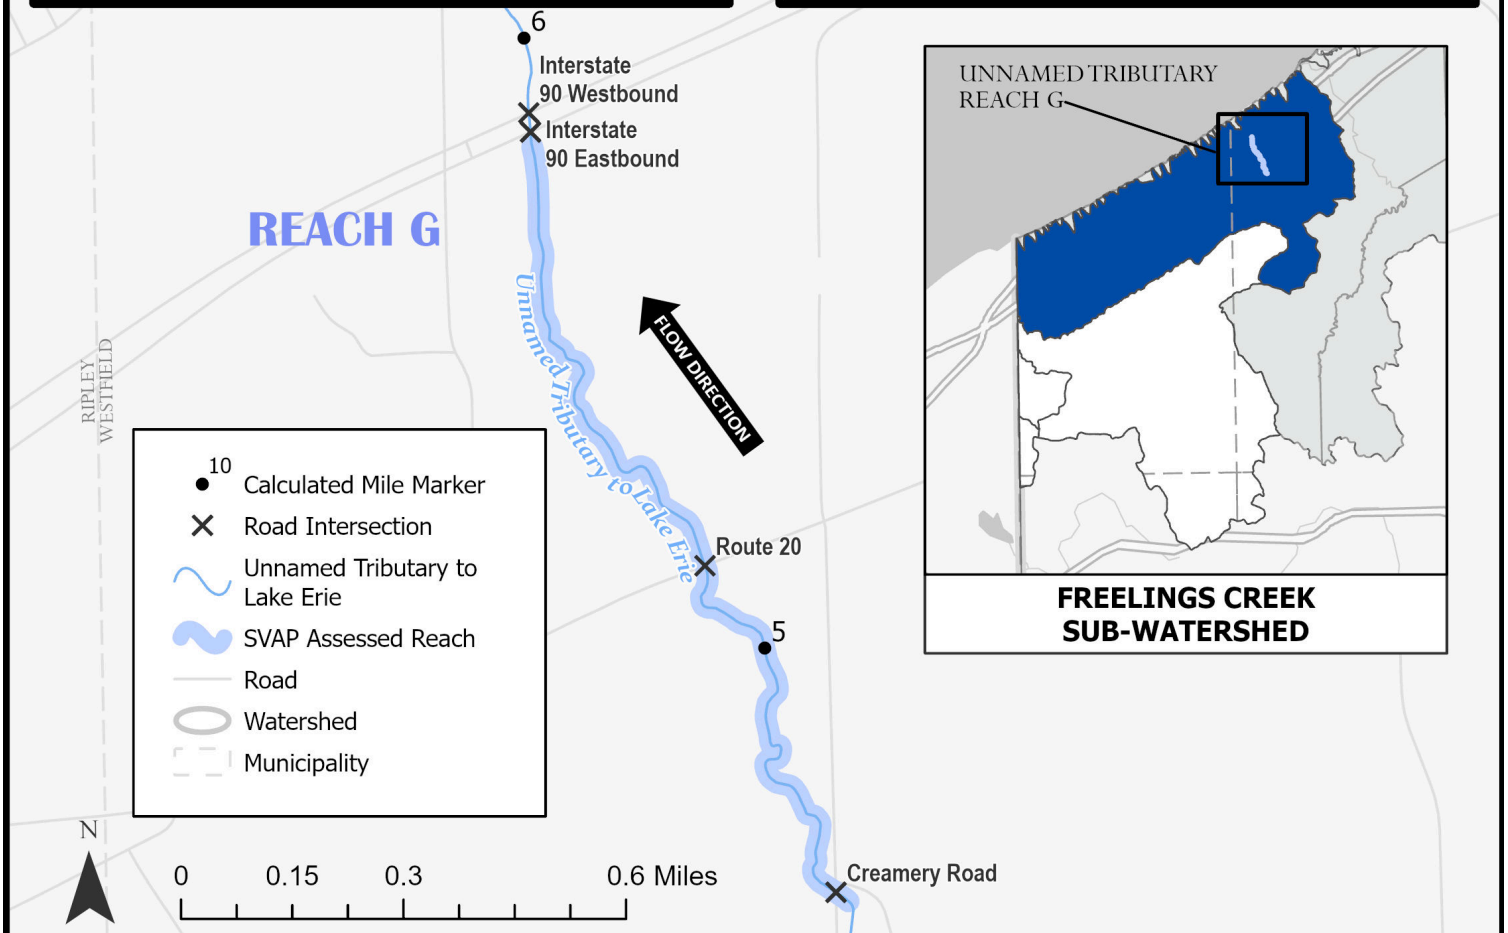 6
Interstate
90 Westbound
Interstate
90 Eastbound
REACH G
Unnamed Tributary to Lake Erie
FLOW DIRECTION
RIPLEY
WESTFIELD
Route 20
5
Creamery Road
10
Calculated Mile Marker
Road Intersection
Unnamed Tributary to
Lake Erie
SVAP Assessed Reach
Road
Watershed
Municipality
N
0 0.15 0.3 0.6 Miles
UNNAMED TRIBUTARY
REACH G
FREELINGS CREEK
SUB-WATERSHED